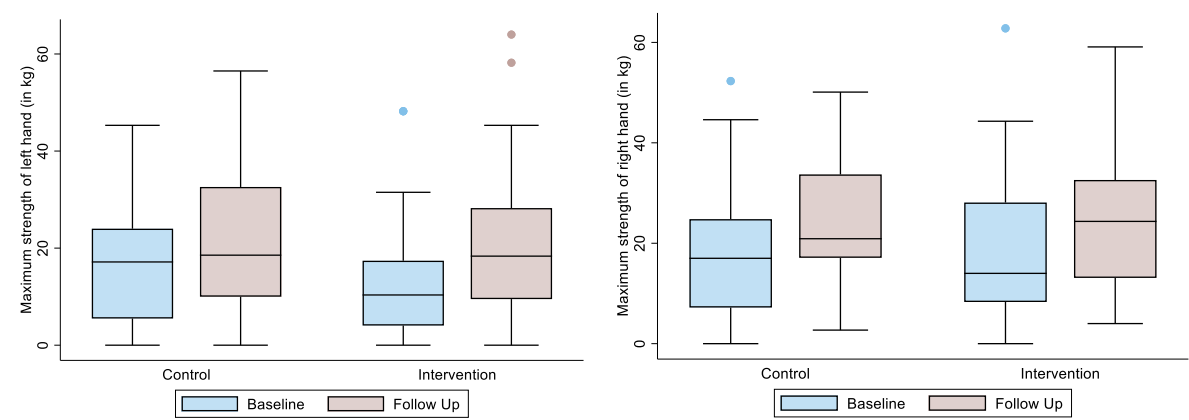 Maximum strength of left hand (in kg)
60
40
20
0
Control
Intervention
Baseline
Follow Up
Maximum strength of right hand (in kg)
60
40
20
0
Control
Intervention
Baseline
Follow Up